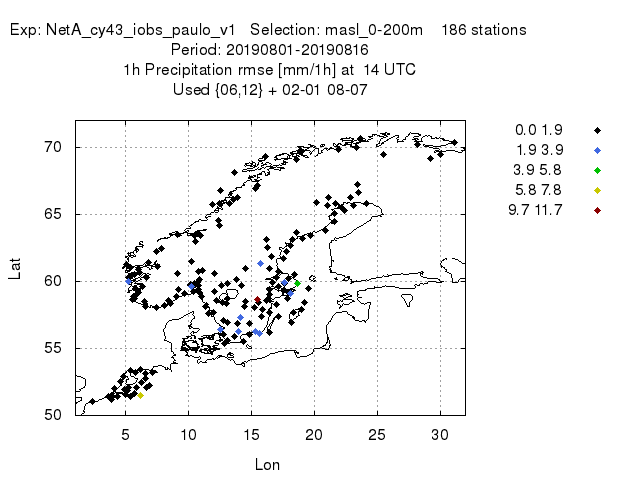 Exp: NetA_cy43_iobs_paulo_v1 Selection: masl_0-200m 186 stations
Period: 20190801-20190816
1h Precipitation rmse [mm/1h] at 14 UTC
Used {06,12} + 02-01 08-07
0.0 1.9
1.9 3.9
3.9 5.8
5.8 7.8
9.7 11.7
70
65
60
55
50
Lat
5 10 15 20 25 30
Lon